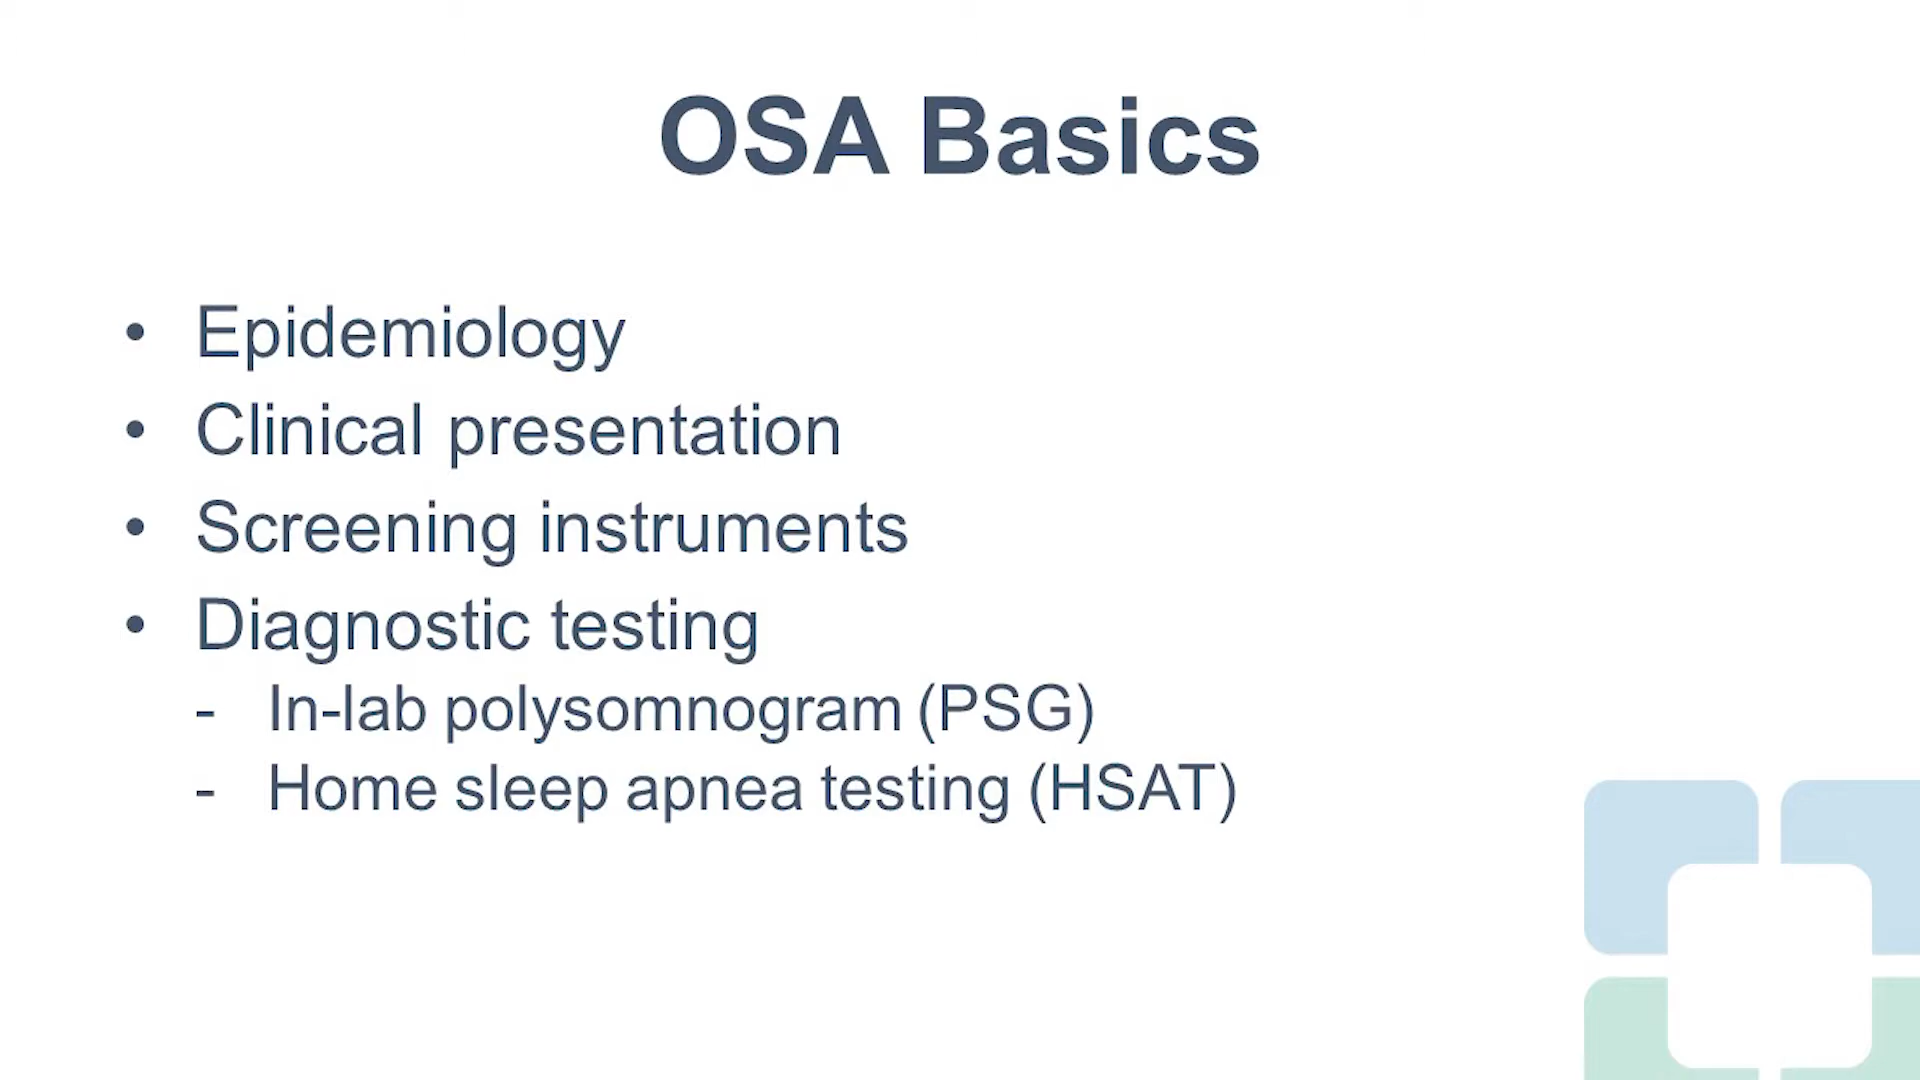 OSA Basics
• Epidemiology
• Clinical presentation
• Screening instruments
• Diagnostic testing
- In-lab polysomnogram (PSG)
- Home sleep apnea testing (HSAT)